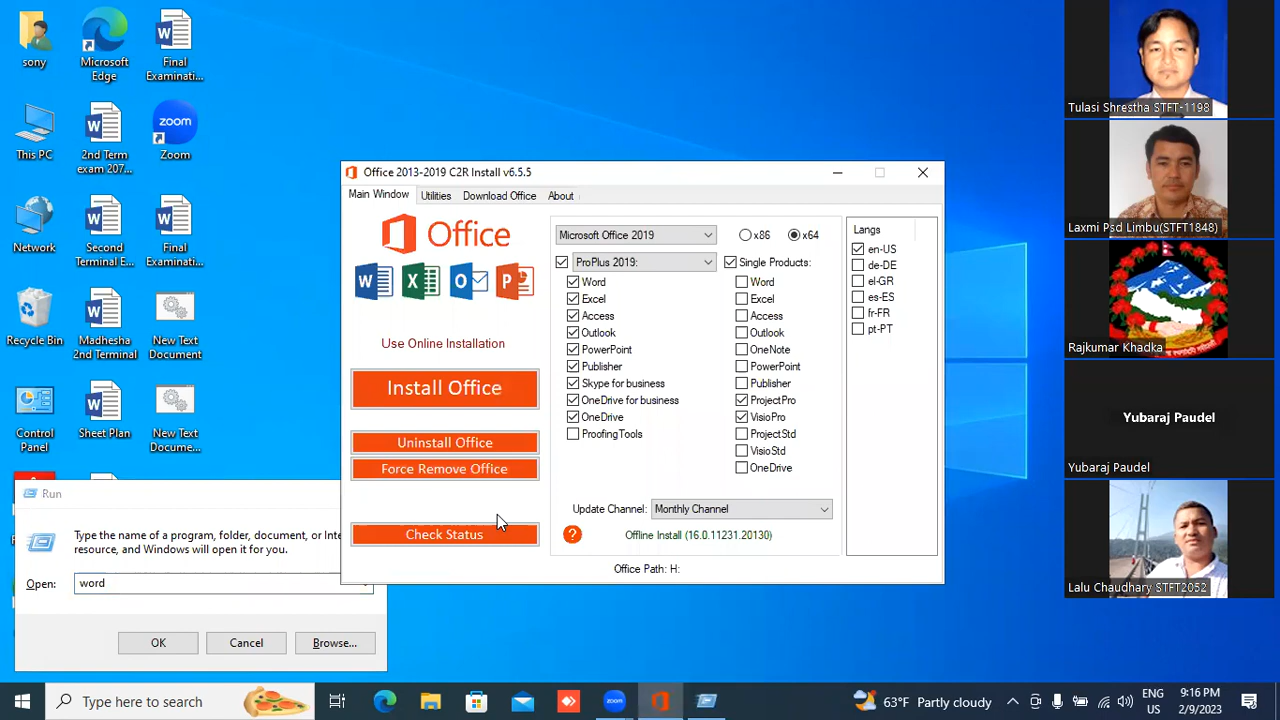 sony
Microsoft Edge
Final Examinati...
This PC
2nd Term exam 207...
Zoom
zoom
Network
Second Terminal E...
Final Examinati...
Recycle Bin
Madhesha 2nd Terminal
New Text Document
Control Panel
Sheet Plan
New Text Docume...
Run
Type the name of a program, folder, document, or Inte
resource, and Windows will open it for you.
Open:
word
OK
Cancel
Browse...
Office 2013-2019 C2R Install v6.5.5
Main Window
Utilities
Download Office
About
Office
Use Online Installation
Install Office
Uninstall Office
Force Remove Office
Check Status
Microsoft Office 2019
x86
x64
ProPlus 2019:
Word
Excel
Access
Outlook
PowerPoint
Publisher
Skype for business
OneDrive for business
OneDrive
ProofingTools
Single Products:
Word
Excel
Access
Outlook
OneNote
PowerPoint
Publisher
ProjectPro
VisioPro
ProjectStd
VisioStd
OneDrive
Update Channel:
Monthly Channel
?
Offline Install (16.0.11231.20130)
Office Path: H:
Langs
en-US
de-DE
el-GR
es-ES
fr-FR
pt-PT
Tulasi Shrestha STFT-1198
Laxmi Psd Limbu(STFT1848)
Rajkumar Khadka
Yubaraj Paudel
Yubaraj Paudel
Lalu Chaudhary STFT2052
Type here to search
zoom
63°F Partly cloudy
ENG
US
9:16 PM
2/9/2023